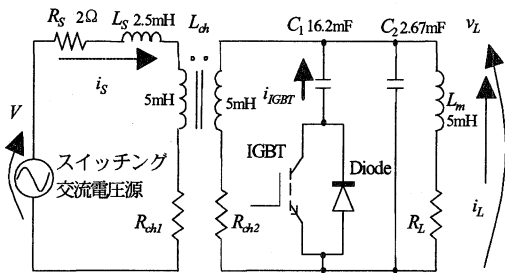 R_S 2Ω
L_S 2.5mH
L_ch
C_1 16.2mF
C_2 2.67mF
v_L
i_S
5mH
5mH
i_IGBT
L_m
5mH
V
IGBT
Diode
スイッチング
交流電圧源
R_ch1
R_ch2
R_L
i_L